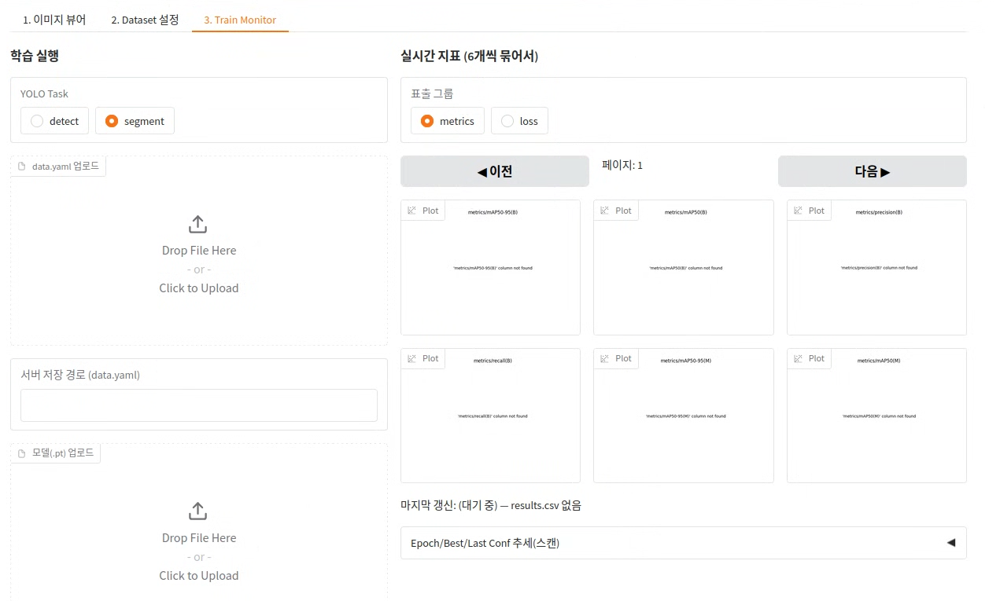 1. 이미지 뷰어
2. Dataset 설정
3. Train Monitor
학습 실행
YOLO Task
detect
segment
data.yaml 업로드
Drop File Here
- or -
Click to Upload
서버 저장 경로 (data.yaml)
모델(.pt) 업로드
Drop File Here
- or -
Click to Upload
실시간 지표 (6개씩 묶어서)
표출 그룹
metrics
loss
◀ 이전
페이지: 1
다음 ▶
Plot
metrics/mAP50-95(B)
'metrics/mAP50-95(B)' column not found
Plot
metrics/mAP50(B)
'metrics/mAP50(B)' column not found
Plot
metrics/precision(B)
'metrics/precision(B)' column not found
Plot
metrics/recall(B)
'metrics/recall(B)' column not found
Plot
metrics/mAP50-95(M)
'metrics/mAP50-95(M)' column not found
Plot
metrics/mAP50(M)
'metrics/mAP50(M)' column not found
마지막 갱신: (대기 중) — results.csv 없음
Epoch/Best/Last Conf 추세(스캔)